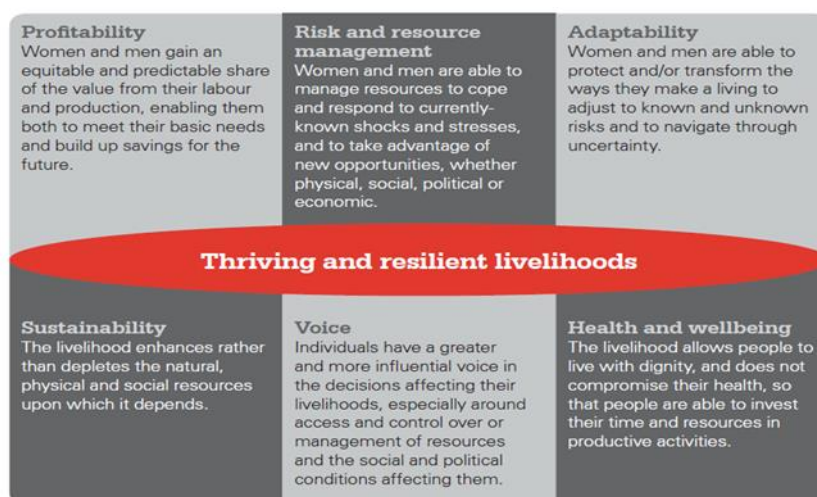 Profitability
Women and men gain an
equitable and predictable share
of the value from their labour
and production, enabling them
both to meet their basic needs
and build up savings for the
future.
Risk and resource
management
Women and men are able to
manage resources to cope
and respond to currently-
known shocks and stresses,
and to take advantage of
new opportunities, whether
physical, social, political or
economic.
Adaptability
Women and men are able to
protect and/or transform the
ways they make a living to
adjust to known and unknown
risks and to navigate through
uncertainty.
Thriving and resilient livelihoods
Sustainability
The livelihood enhances rather
than depletes the natural,
physical and social resources
upon which it depends.
Voice
Individuals have a greater
and more influential voice in
the decisions affecting their
livelihoods, especially around
access and control over or
management of resources
and the social and political
conditions affecting them.
Health and wellbeing
The livelihood allows people to
live with dignity, and does not
compromise their health, so
that people are able to invest
their time and resources in
productive activities.